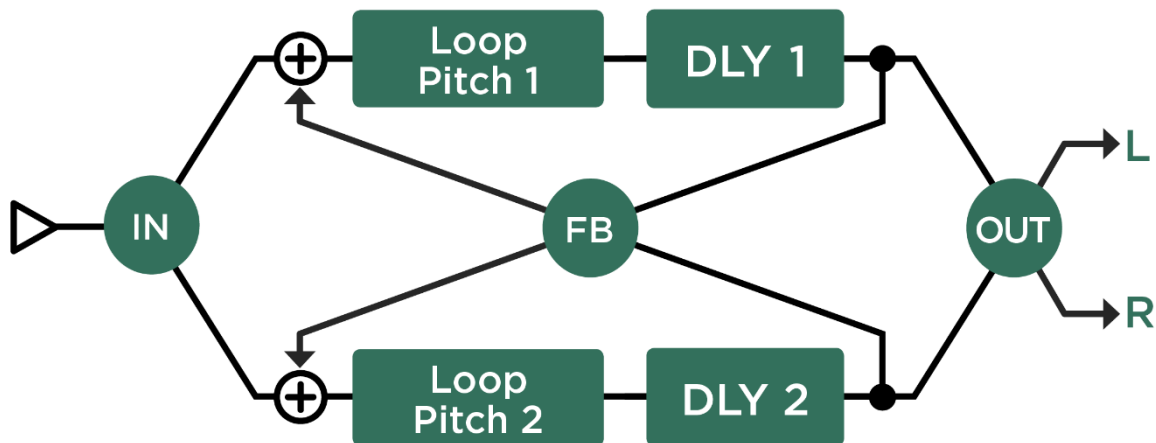 Loop
Pitch 1
DLY 1
L
IN
FB
OUT
R
Loop
Pitch 2
DLY 2